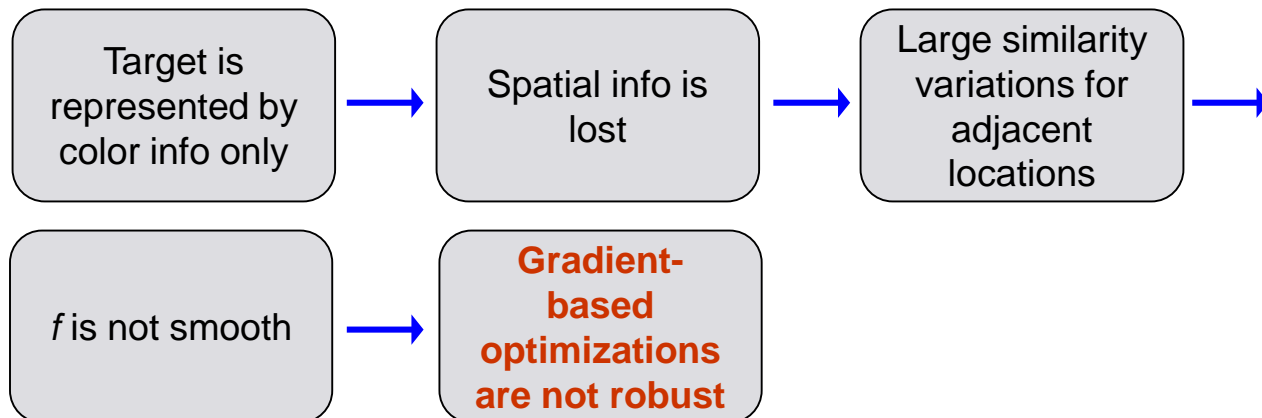 Target is
represented by
color info only
Spatial info is
lost
Large similarity
variations for
adjacent
locations
f is not smooth
Gradient-
based
optimizations
are not robust